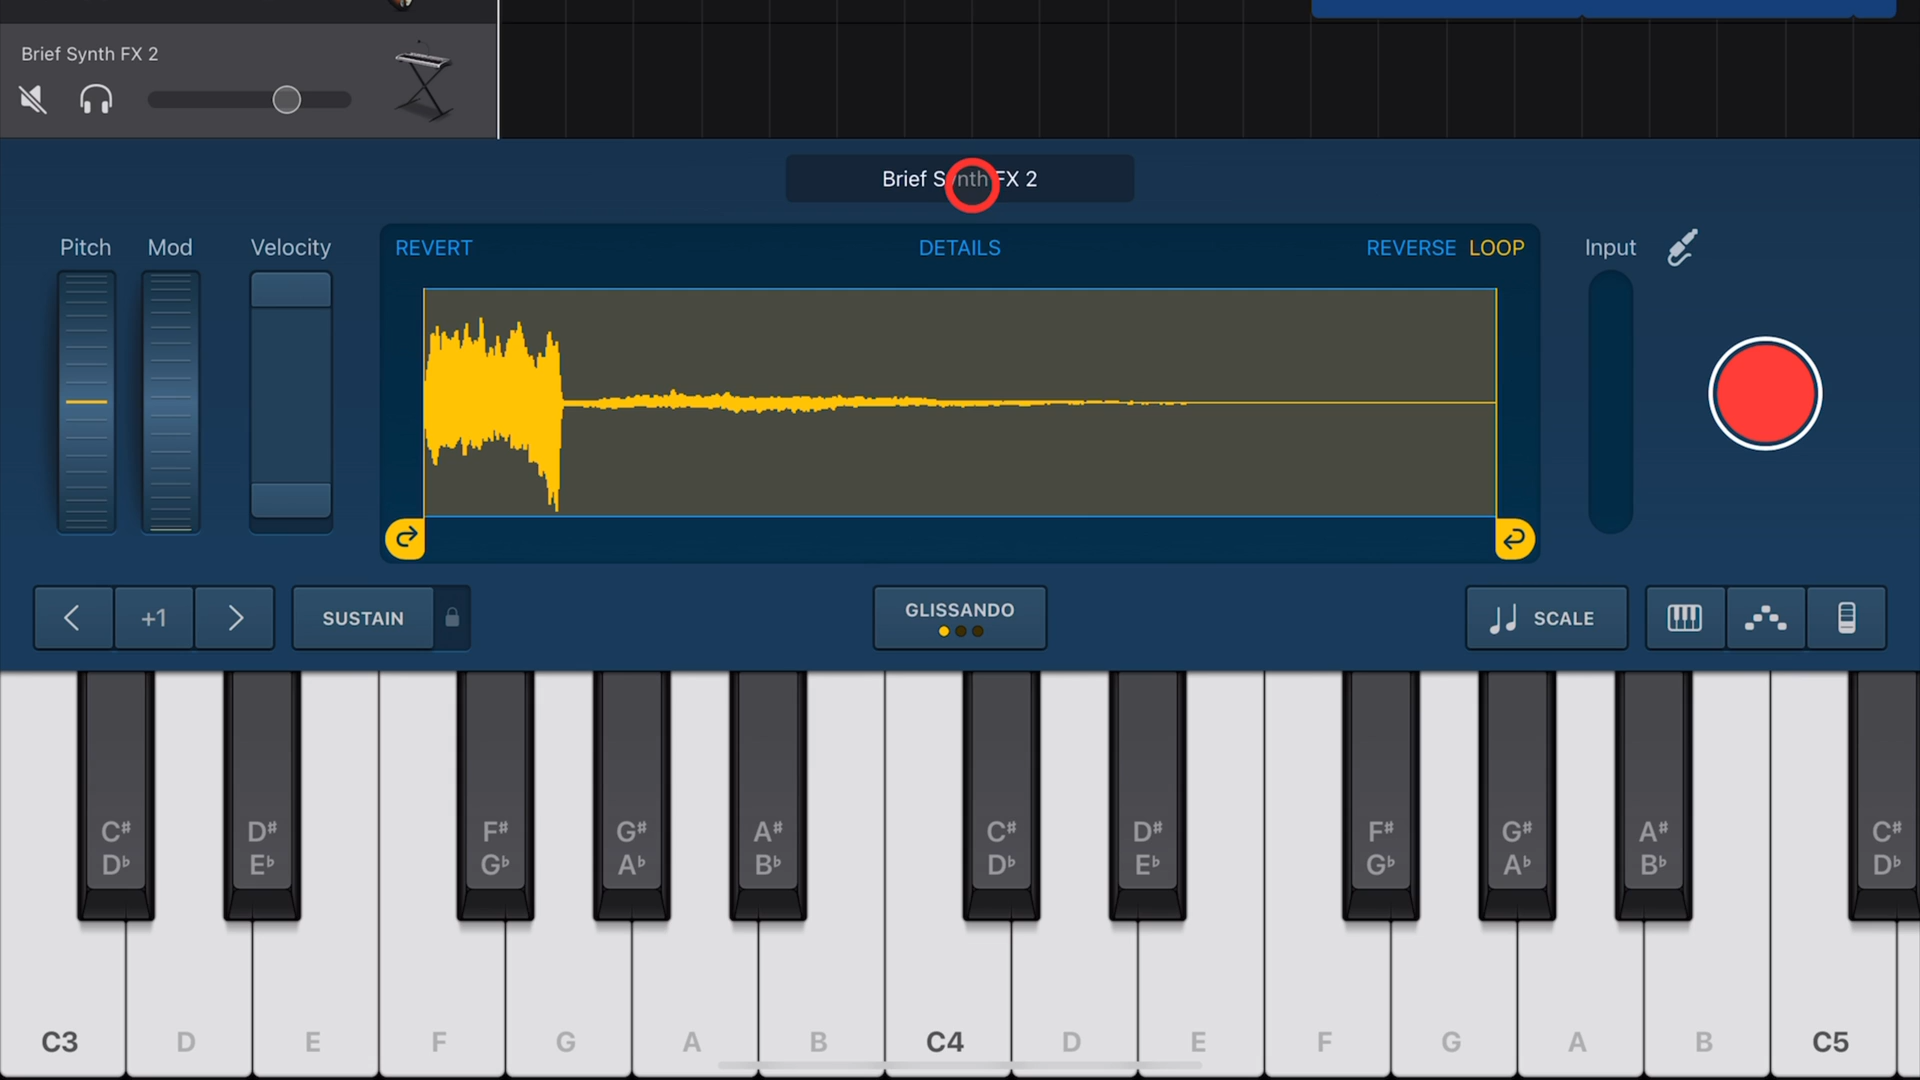 Brief Synth FX 2
Brief Synth FX 2
Pitch
Mod
Velocity
REVERT
DETAILS
REVERSE
LOOP
Input
+1
SUSTAIN
GLISSANDO
SCALE
C♯
D♭
D♯
E♭
F♯
G♭
G♯
A♭
A♯
B♭
C♯
D♭
D♯
E♭
F♯
G♭
G♯
A♭
A♯
B♭
C♯
D♭
C3
D
E
F
G
A
B
C4
D
E
F
G
A
B
C5